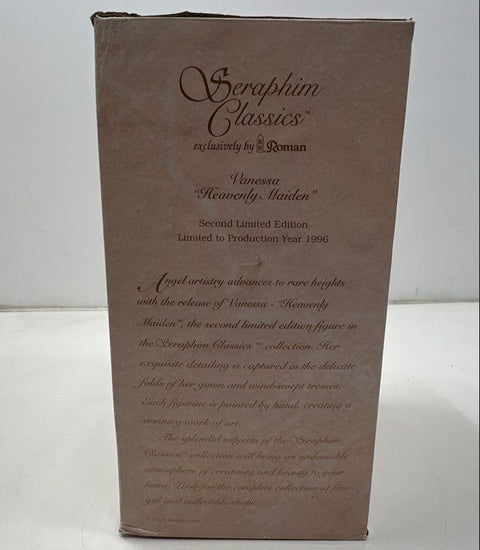 Seraphim
Classics™
exclusively by Roman
Vanessa
"Heavenly Maiden"
Second Limited Edition
Limited to Production Year 1996
Angel artistry advances to rare heights
with the release of Vanessa - "Heavenly
Maiden", the second limited edition figure in
the Seraphim Classics ™ collection. Her
exquisite detailing is captured in the delicate
folds of her gown and wind-swept tresses.
Each figurine is painted by hand, creating a
stunning work of art.
The splendid subjects of the Seraphim
Classics™ collection will bring an undeniable
atmosphere of creativity and beauty to your
home. Look for the complete collection at fine
gift and collectible shops.
Roman Inc